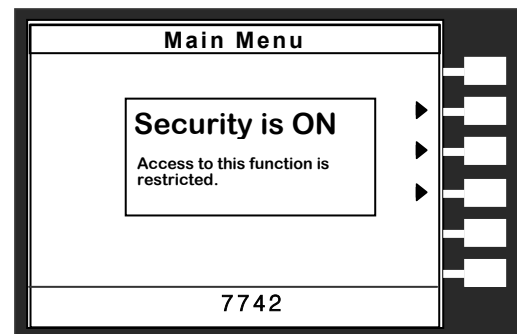 Main Menu
Security is ON
Access to this function is
restricted.
7742